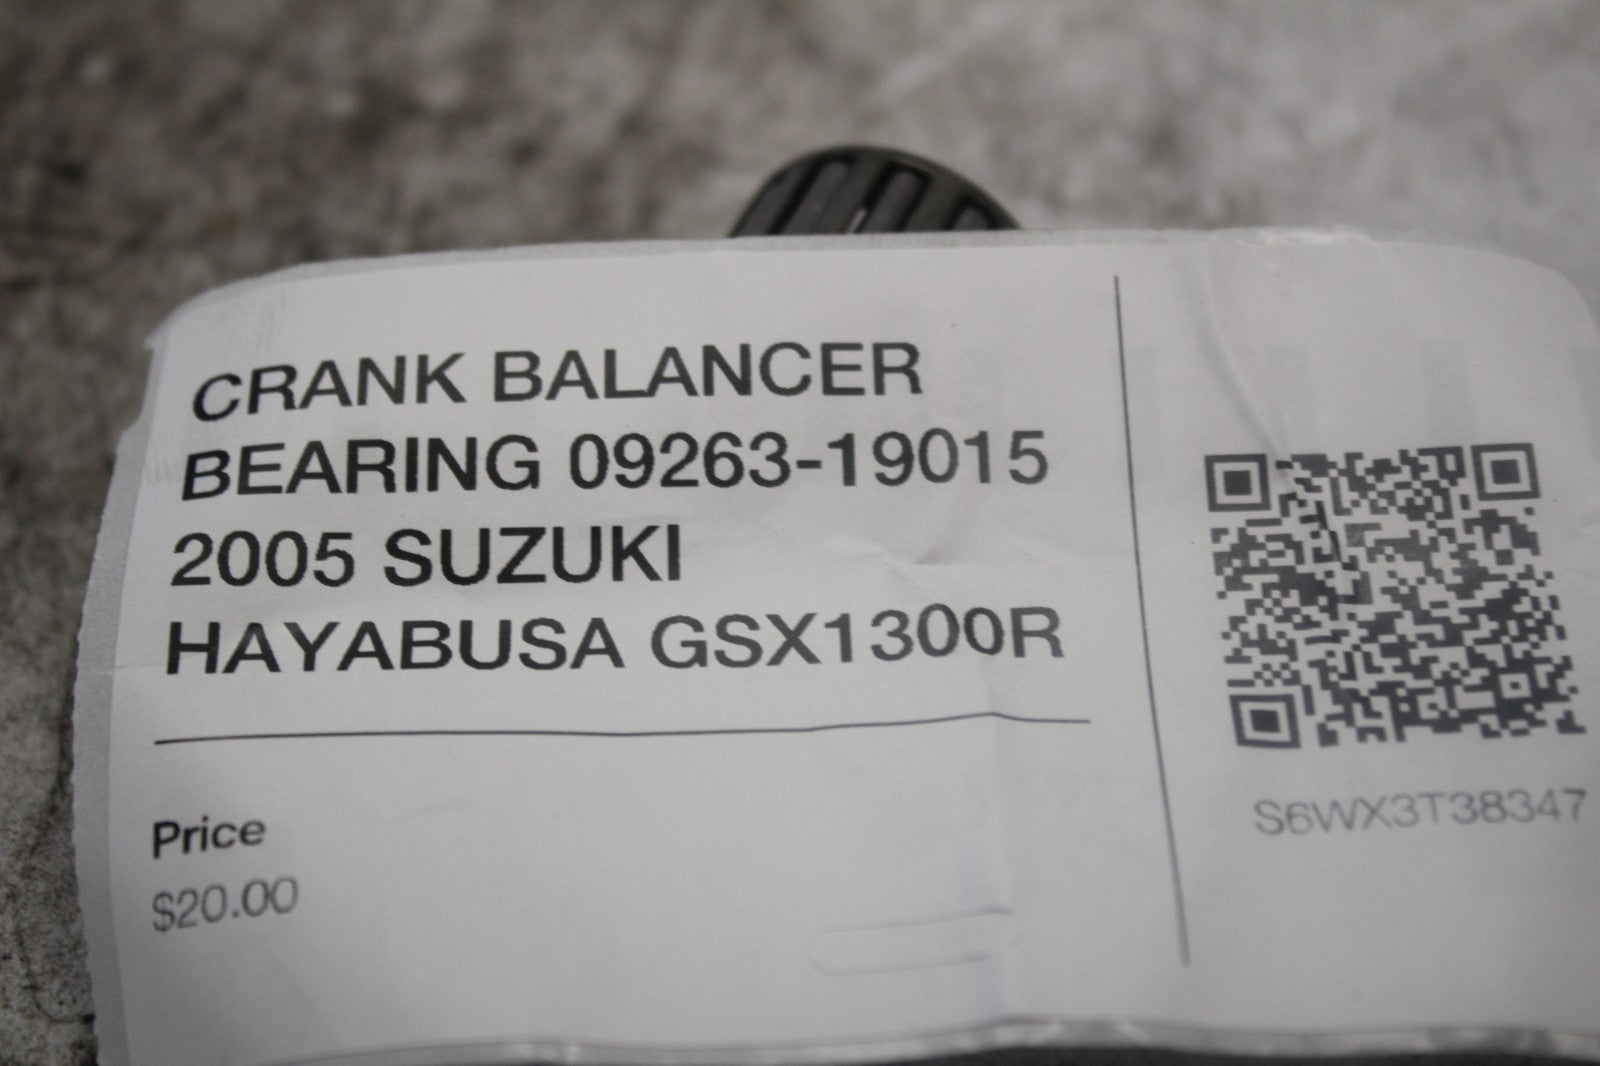 CRANK BALANCER
BEARING 09263-19015
2005 SUZUKI
HAYABUSA GSX1300R
Price
$20.00
S6WX3T38347